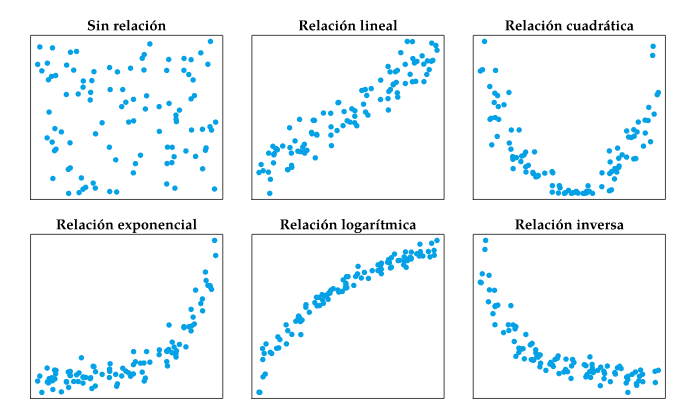 Sin relación
Relación lineal
Relación cuadrática
Relación exponencial
Relación logarítmica
Relación inversa